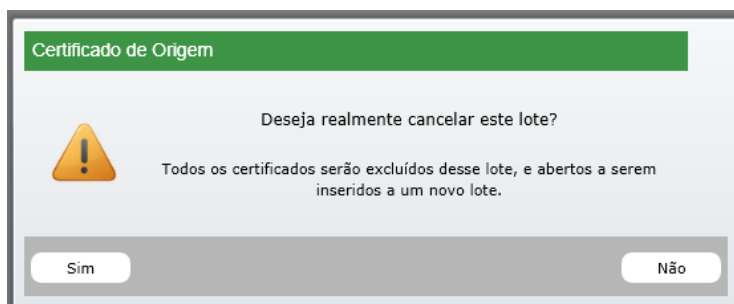 Certificado de Origem
Deseja realmente cancelar este lote?
Todos os certificados serão excluídos desse lote, e abertos a serem
inseridos a um novo lote.
Sim
Não